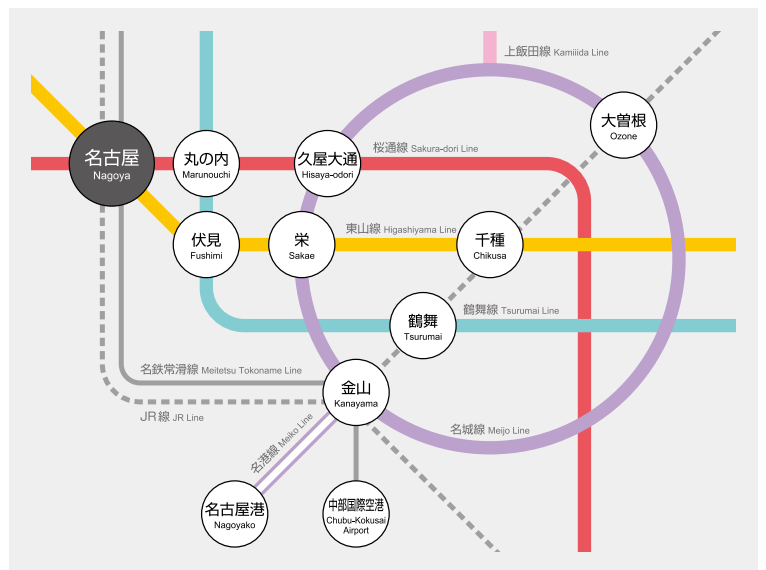 上飯田線 Kamiiida Line
大曽根
Ozone
名古屋
Nagoya
丸の内
Marunouchi
久屋大通
Hisaya-odori
桜通線 Sakura-dori Line
伏見
Fushimi
栄
Sakae
東山線 Higashiyama Line
千種
Chikusa
鶴舞
Tsurumai
鶴舞線 Tsurumai Line
名鉄常滑線 Meitetsu Tokoname Line
金山
Kanayama
JR線 JR Line
名港線 Meiko Line
名城線 Meijo Line
名古屋港
Nagoyako
中部国際空港
Chubu-Kokusai
Airport